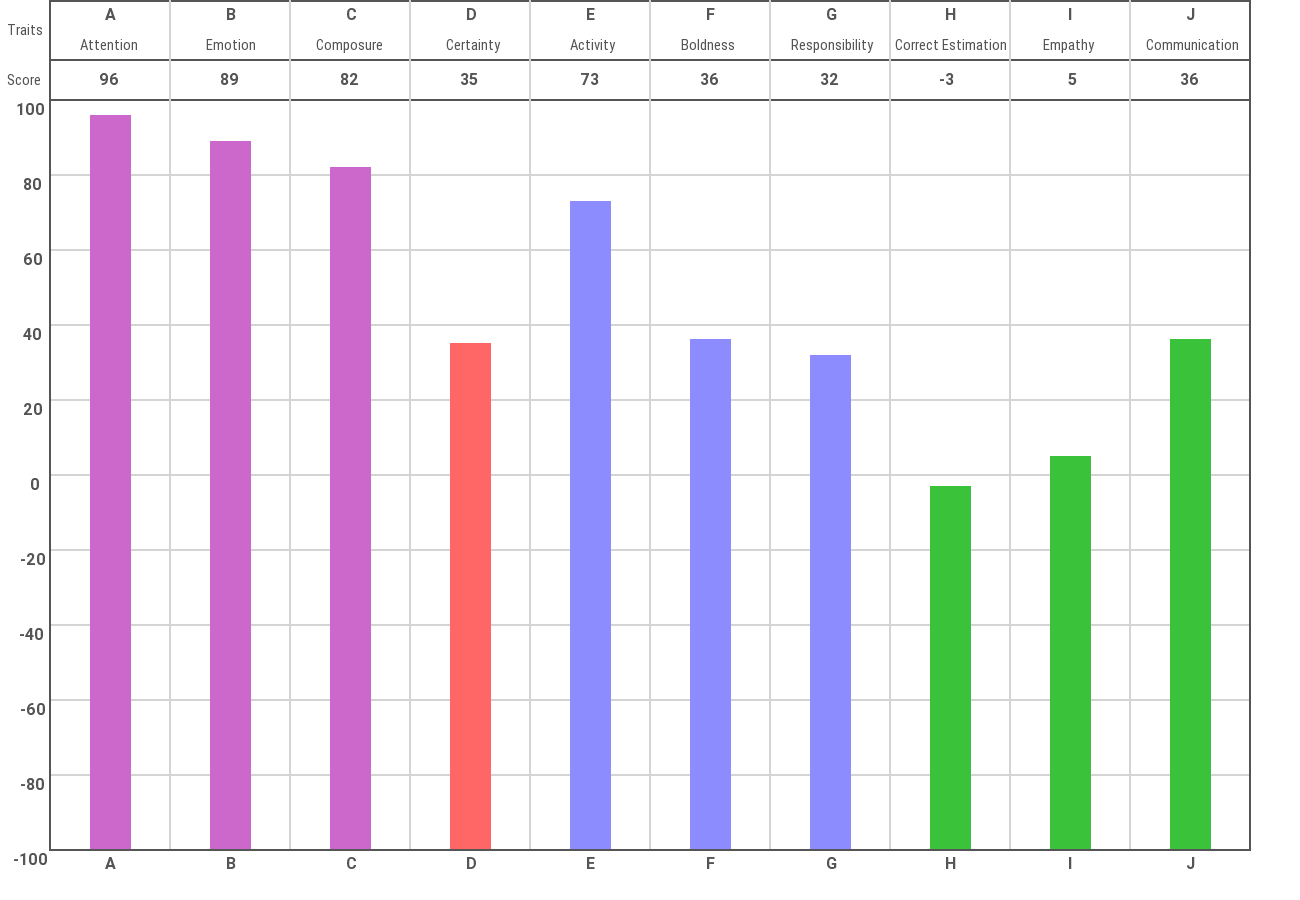 Traits A B C D E F G H I J
Attention Emotion Composure Certainty Activity Boldness Responsibility Correct Estimation Empathy Communication
Score 96 89 82 35 73 36 32 -3 5 36
100
80
60
40
20
0
-20
-40
-60
-80
-100
A B C D E F G H I J